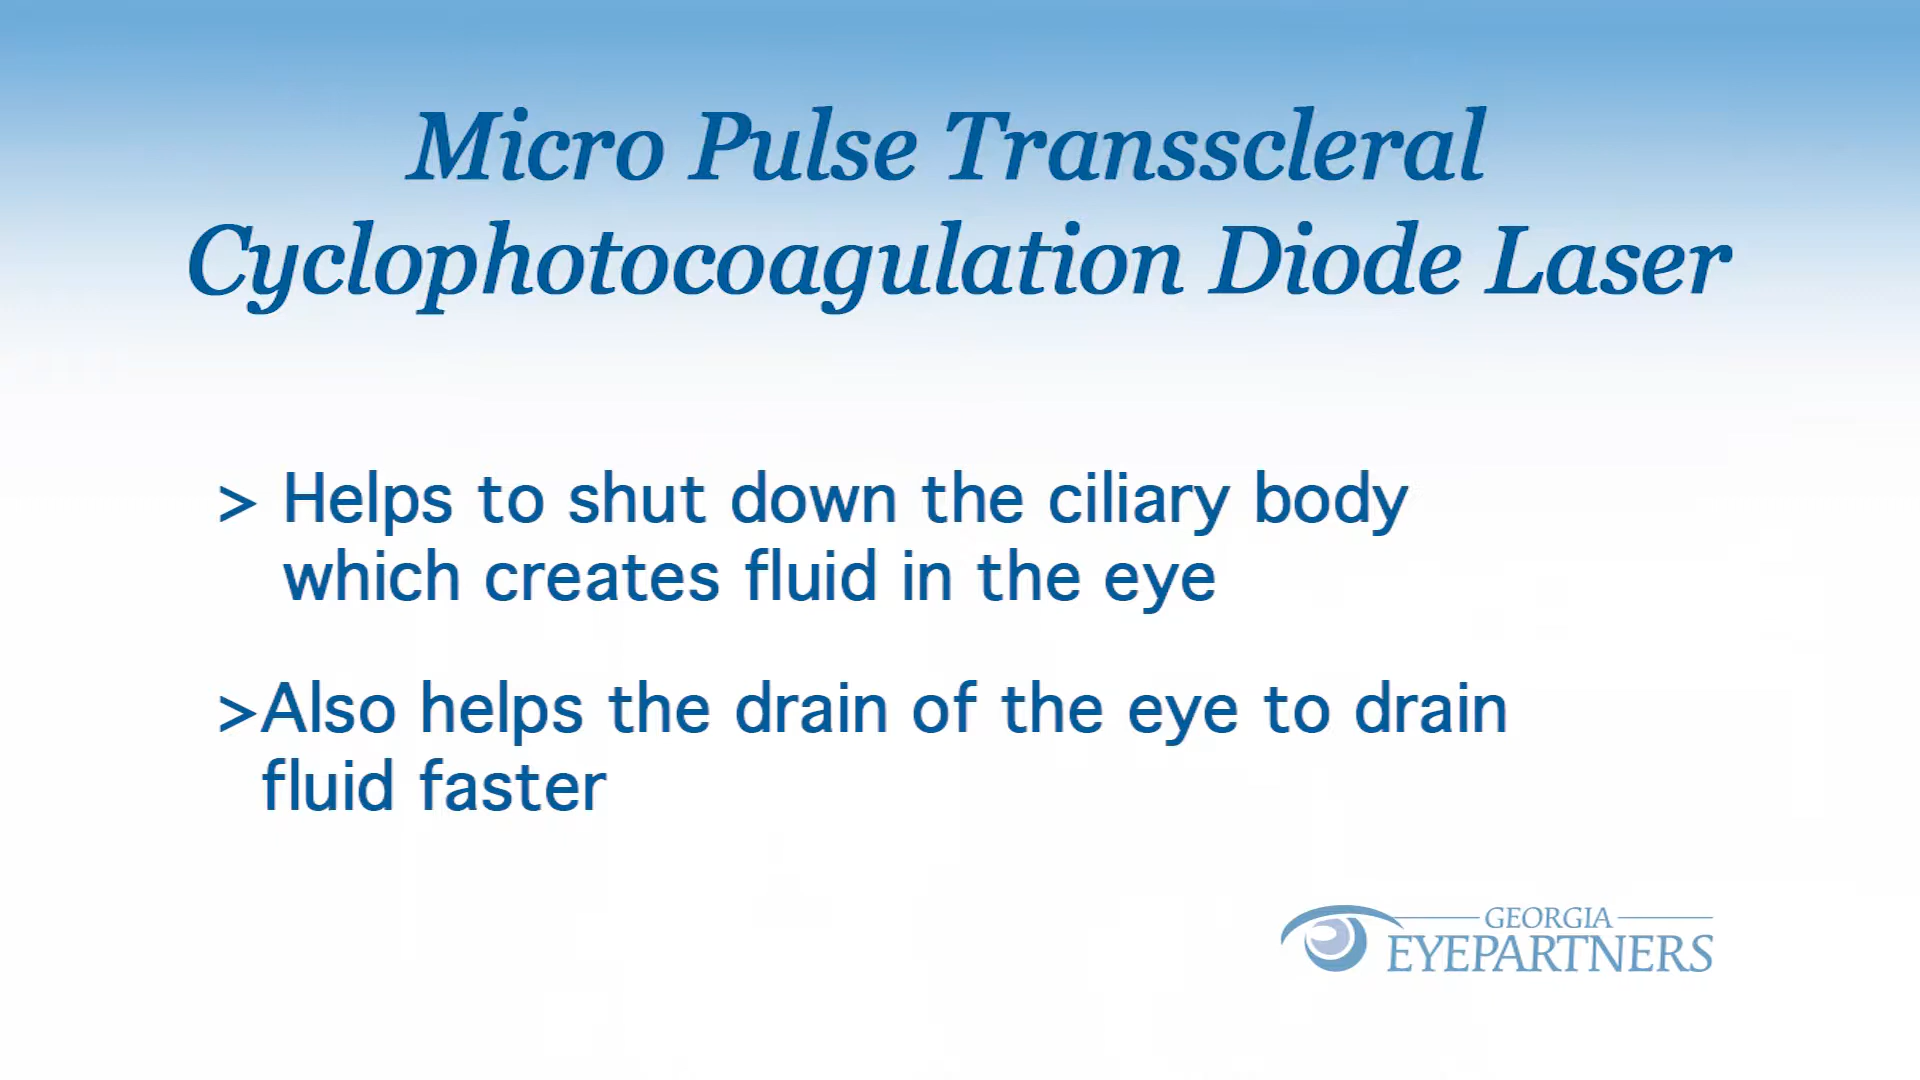 Micro Pulse Transscleral
Cyclophotocoagulation Diode Laser
> Helps to shut down the ciliary body
which creates fluid in the eye
>Also helps the drain of the eye to drain
fluid faster
GEORGIA
EYEPARTNERS